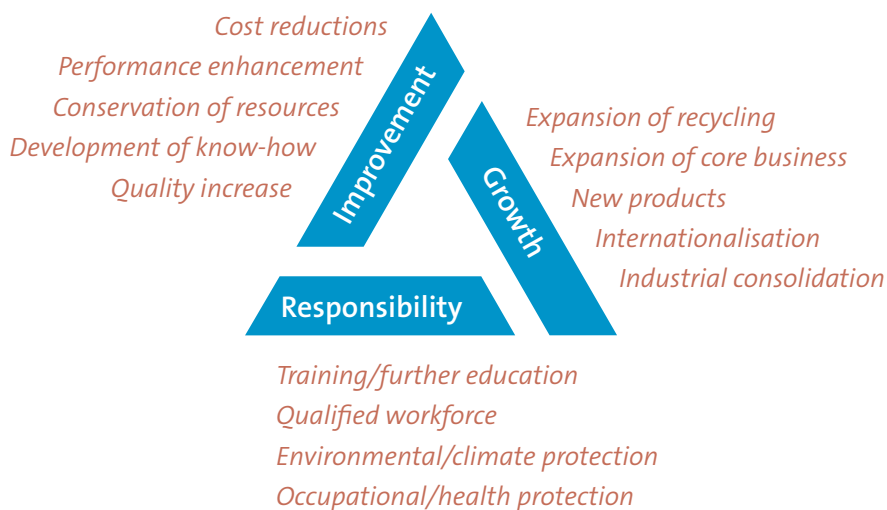 Cost reductions
Performance enhancement
Conservation of resources
Development of know-how
Quality increase
Improvement
Growth
Expansion of recycling
Expansion of core business
New products
Internationalisation
Industrial consolidation
Responsibility
Training/further education
Qualified workforce
Environmental/climate protection
Occupational/health protection